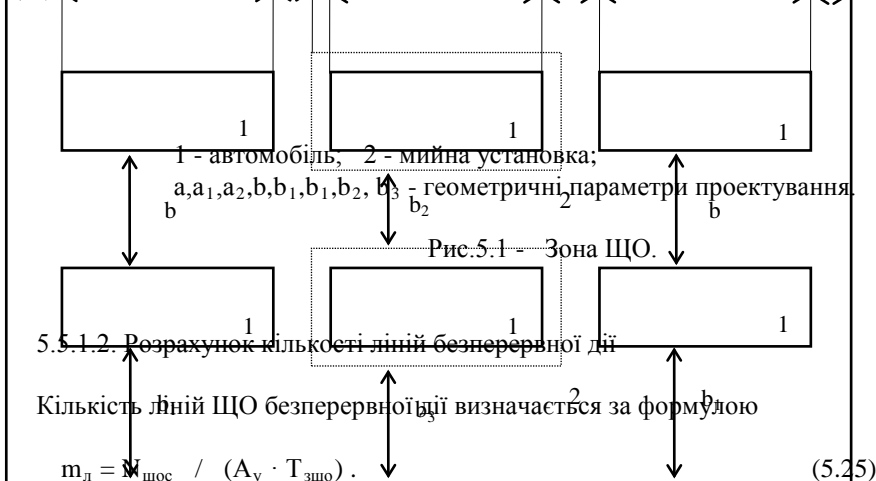 1 1 1
1 - автомобіль; 2 - мийна установка;
a,a₁,a₂,b,b₁,b₁,b₂, b₃ - геометричні параметри проектування.
b b₂ 2 b
Рис.5.1 - Зона ЩО.
1 1 1
5.5.1.2. Розрахунок кількості ліній безперервної дії
Кількість ліній ЩО безперервної дії визначається за формулою
b₁ b₃ 2 b₁
mл = Nщос / (Aу · Tзщо) . (5.25)